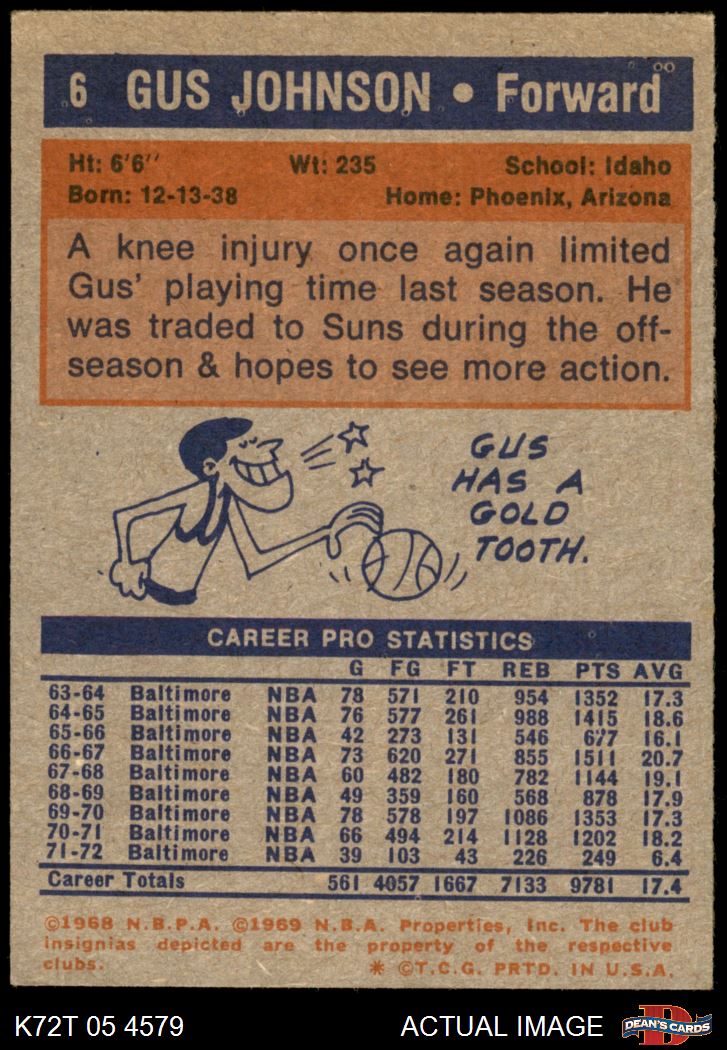 6 GUS JOHNSON • Forward
Ht: 6'6'' Wt: 235 School: Idaho
Born: 12-13-38 Home: Phoenix, Arizona
A knee injury once again limited
Gus' playing time last season. He
was traded to Suns during the off-
season & hopes to see more action.
GUS
HAS A
GOLD
TOOTH.
CAREER PRO STATISTICS
G FG FT REB PTS AVG
63-64 Baltimore NBA 78 571 210 954 1352 17.3
64-65 Baltimore NBA 76 577 261 988 1415 18.6
65-66 Baltimore NBA 42 273 131 546 677 16.1
66-67 Baltimore NBA 73 620 271 855 1511 20.7
67-68 Baltimore NBA 60 482 180 782 1144 19.1
68-69 Baltimore NBA 49 359 160 568 878 17.9
69-70 Baltimore NBA 78 578 197 1086 1353 17.3
70-71 Baltimore NBA 66 494 214 1128 1202 18.2
71-72 Baltimore NBA 39 103 43 226 249 6.4
Career Totals 561 4057 1667 7133 9781 17.4
©1968 N.B.P.A. ©1969 N.B.A. Properties, Inc. The club
insignias depicted are the property of the respective
clubs. * ©T.C.G. PRTD. IN U.S.A.
K72T 05 4579 ACTUAL IMAGE D DEAN'S CARDS